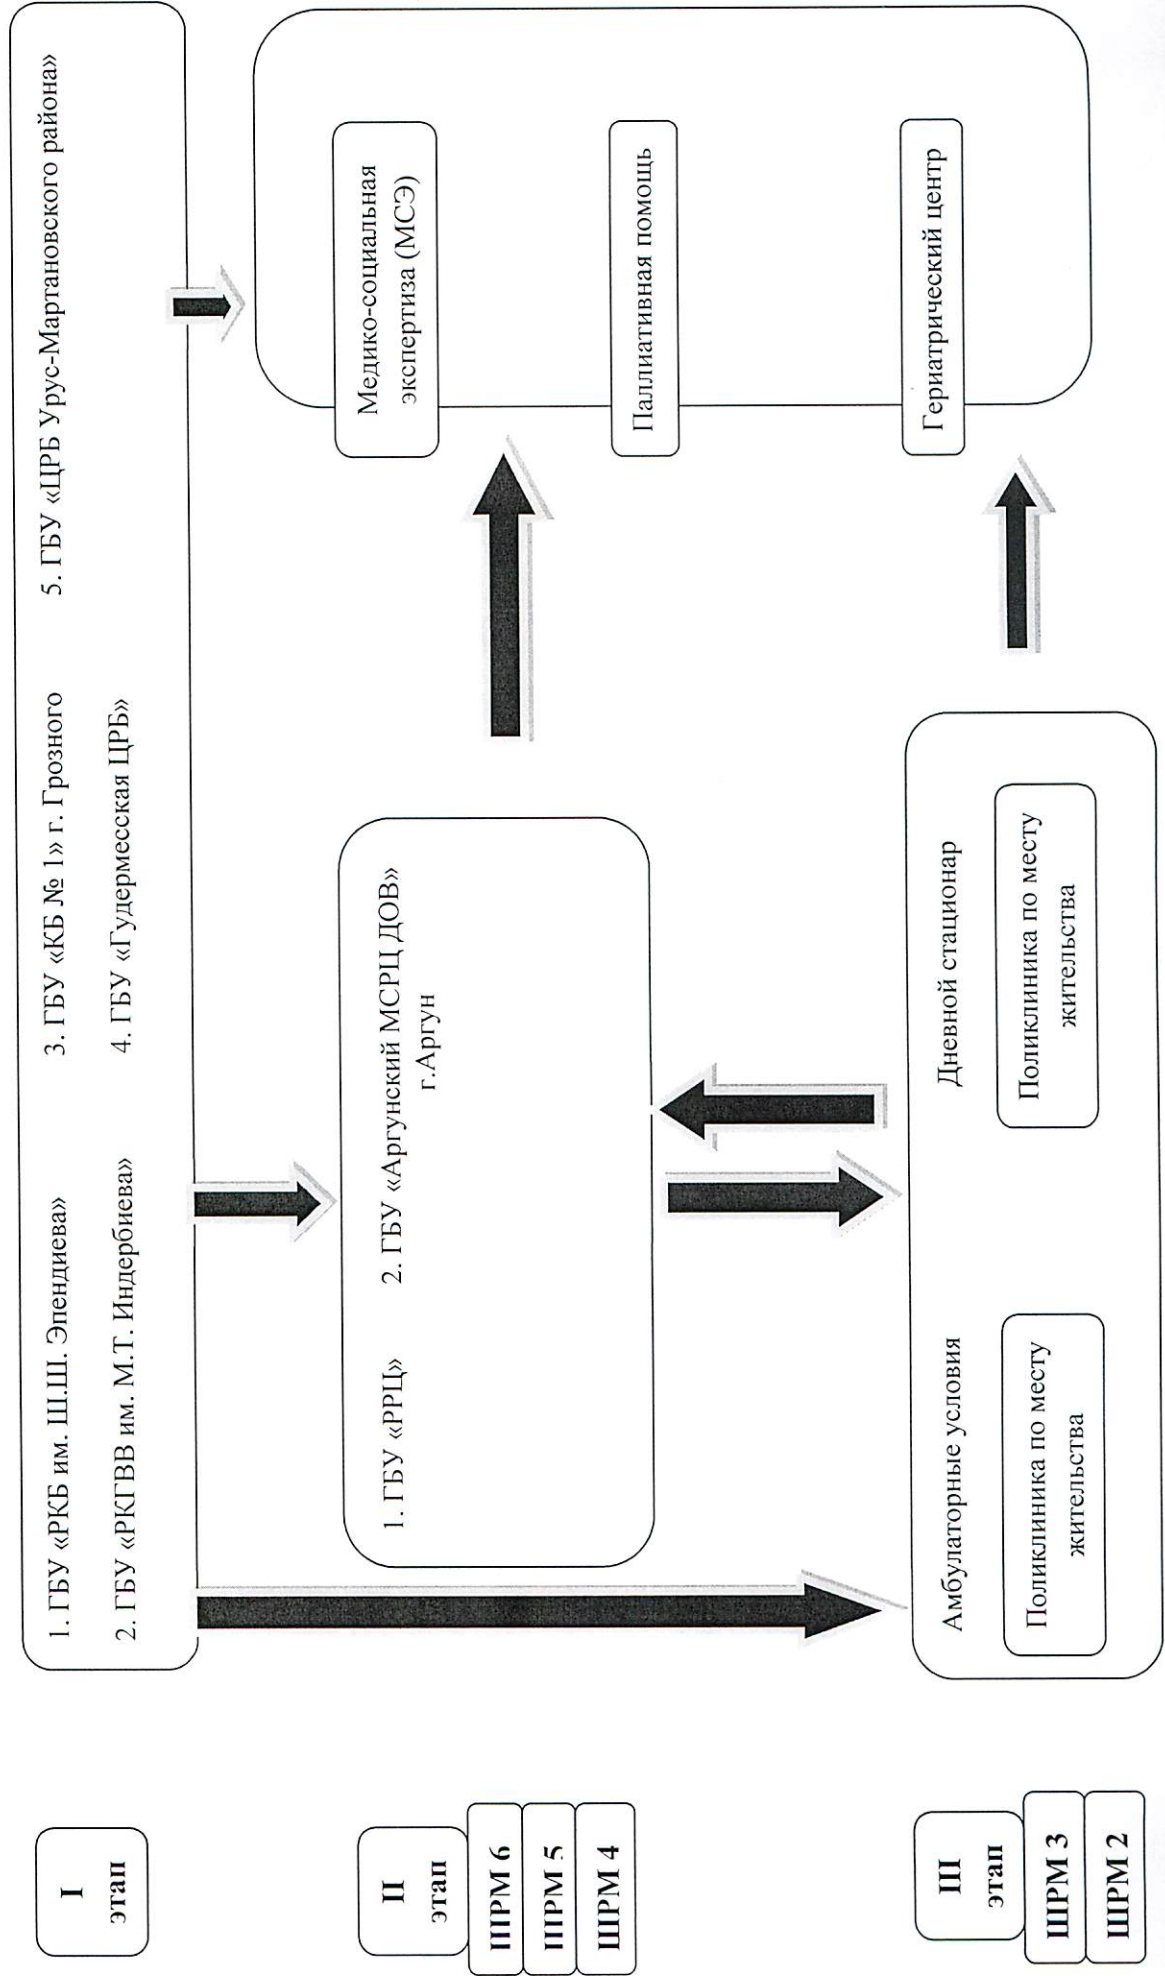 I
этап
1. ГБУ «РКБ им. Ш.Ш. Эпендиева»
3. ГБУ «КБ № 1» г. Грозного
5. ГБУ «ЦРБ Урус-Мартановского района»
2. ГБУ «РКГВВ им. М.Т. Индербиева»
4. ГБУ «Гудермесская ЦРБ»
II
этап
ШРМ 6
ШРМ 5
ШРМ 4
1. ГБУ «РРЦ»
2. ГБУ «Аргунский МСРЦ ДОВ»
г.Аргун
Медико-социальная
экспертиза (МСЭ)
Паллиативная помощь
Гериатрический центр
III
этап
ШРМ 3
ШРМ 2
Амбулаторные условия
Поликлиника по месту
жительства
Дневной стационар
Поликлиника по месту
жительства